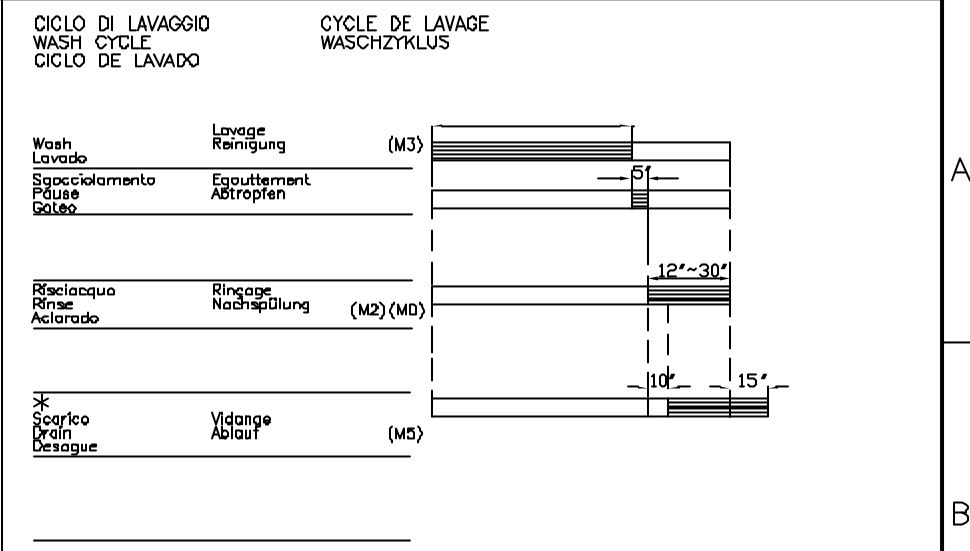 CICLO DI LAVAGGIO
WASH CYCLE
CICLO DE LAVADO
CYCLE DE LAVAGE
WASCHZYKLUS
Wash
Lavado
Lavage
Reinigung
(M3)
Sgocciolamento
Pause
Goteo
Egouttement
Abtropfen
5"
Risciacquo
Rinse
Aclarado
Rinçage
Nachspülung
(M2)(MD)
12"~30"
*
Scarico
Drain
Desague
Vidange
Ablauf
(M5)
10"
15"
A
B